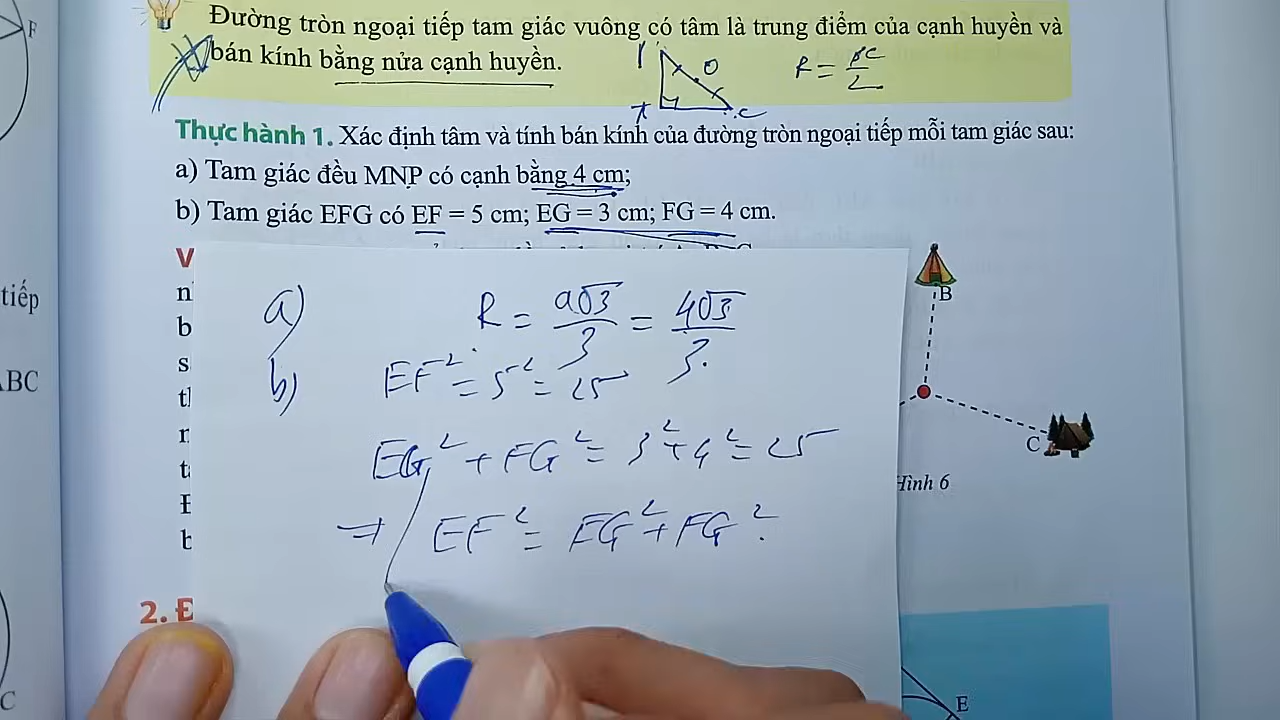 F
Đường tròn ngoại tiếp tam giác vuông có tâm là trung điểm của cạnh huyền và
bán kính bằng nửa cạnh huyền.
O
R = BC/2
C
Thực hành 1. Xác định tâm và tính bán kính của đường tròn ngoại tiếp mỗi tam giác sau:
a) Tam giác đều MNP có cạnh bằng 4 cm;
b) Tam giác EFG có EF = 5 cm; EG = 3 cm; FG = 4 cm.
V
n
b
s
t
n
t
Đ
b
tiếp
ABC
a) R = a√3/3 = 4√3/3.
b) EF² = 5² = 25
EG² + FG² = 3² + 4² = 25
⇒ EF² = EG² + FG².
B
C
Hình 6
2. Đ
C
E